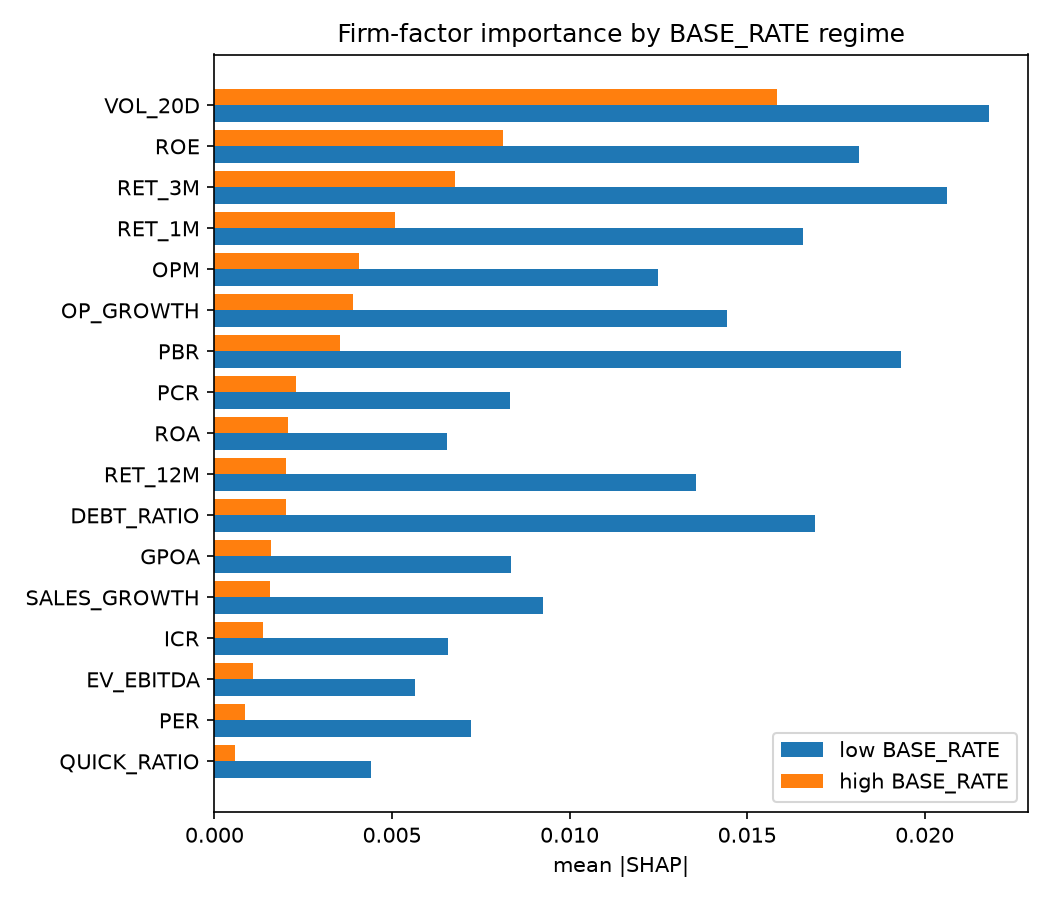 Firm-factor importance by BASE_RATE regime
VOL_20D
ROE
RET_3M
RET_1M
OPM
OP_GROWTH
PBR
PCR
ROA
RET_12M
DEBT_RATIO
GPOA
SALES_GROWTH
ICR
EV_EBITDA
PER
QUICK_RATIO
low BASE_RATE
high BASE_RATE
0.000 0.005 0.010 0.015 0.020
mean |SHAP|